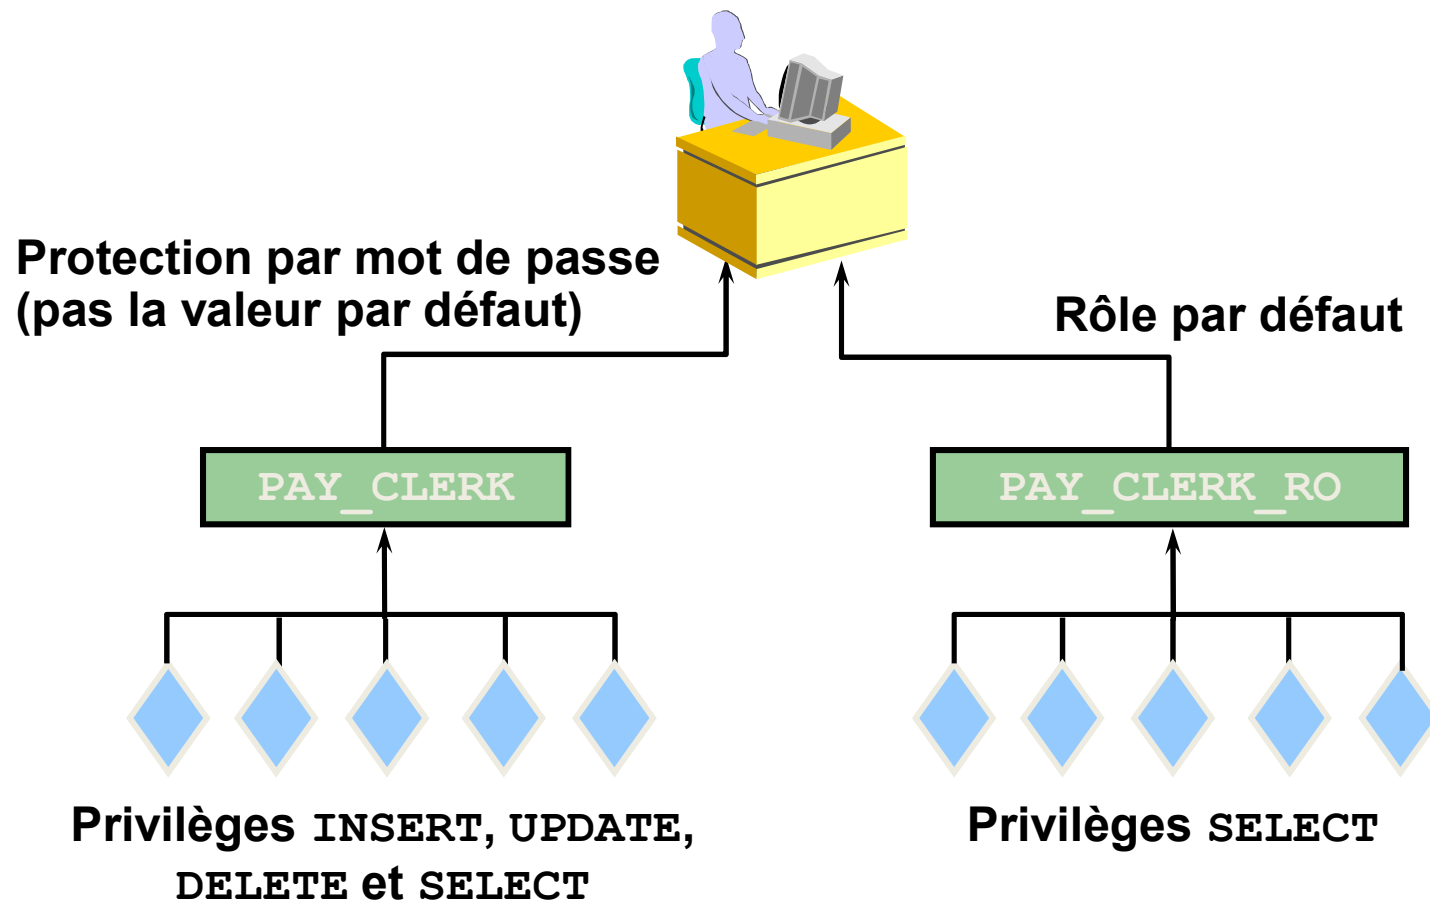 Protection par mot de passe
(pas la valeur par défaut)
Rôle par défaut
PAY_CLERK
PAY_CLERK_RO
Privilèges INSERT, UPDATE,
DELETE et SELECT
Privilèges SELECT